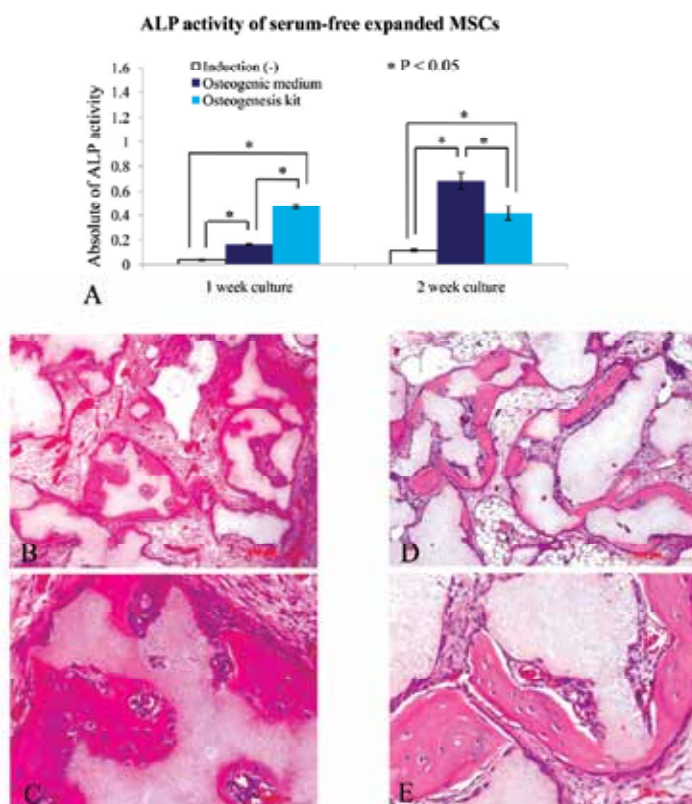 ALP activity of serum-free expanded MSCs
Induction (-)
Osteogenic medium
Osteogenesis kit
* P < 0.05
Absolute of ALP activity
1.6
1.4
1.2
1
0.8
0.6
0.4
0.2
0
* * *
* * *
1 week culture
2 week culture
A
B
D
C
E